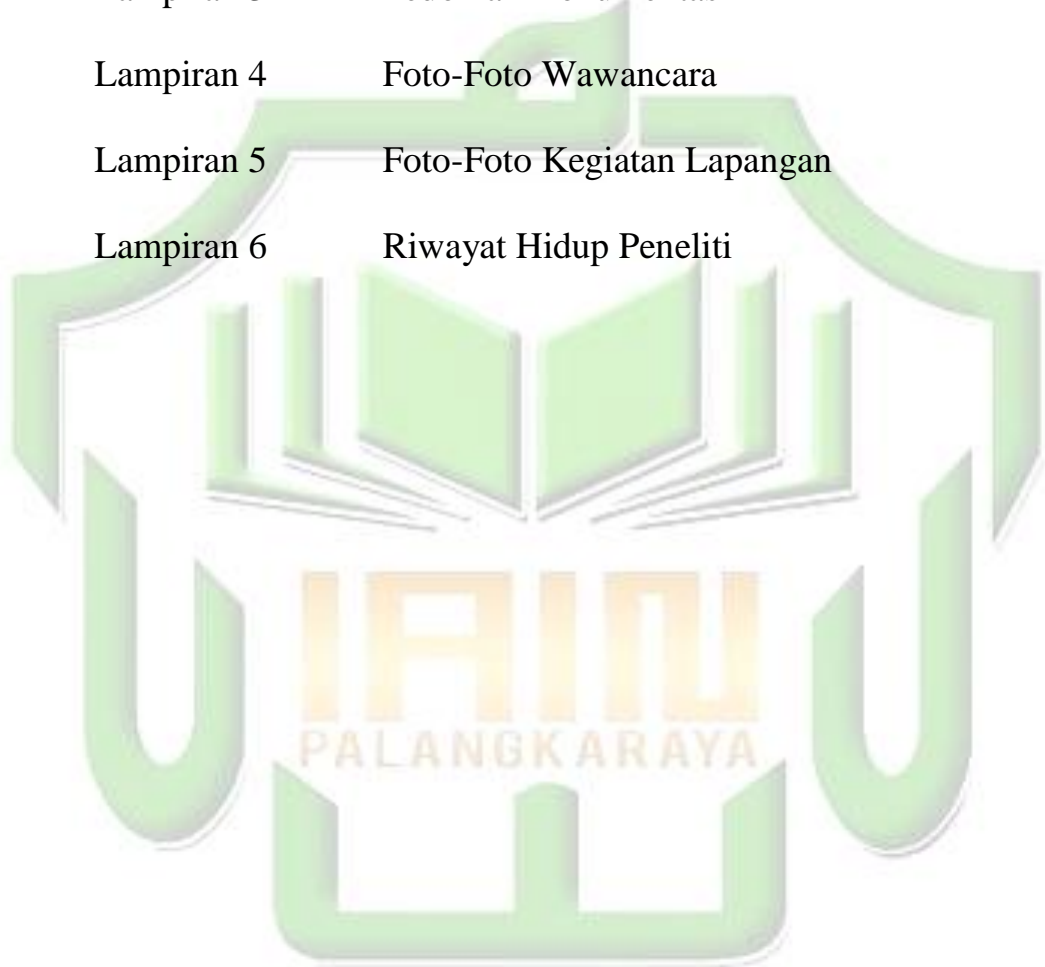 Lampiran 4 Foto-Foto Wawancara
Lampiran 5 Foto-Foto Kegiatan Lapangan
Lampiran 6 Riwayat Hidup Peneliti
IAIN
PALANGKARAYA